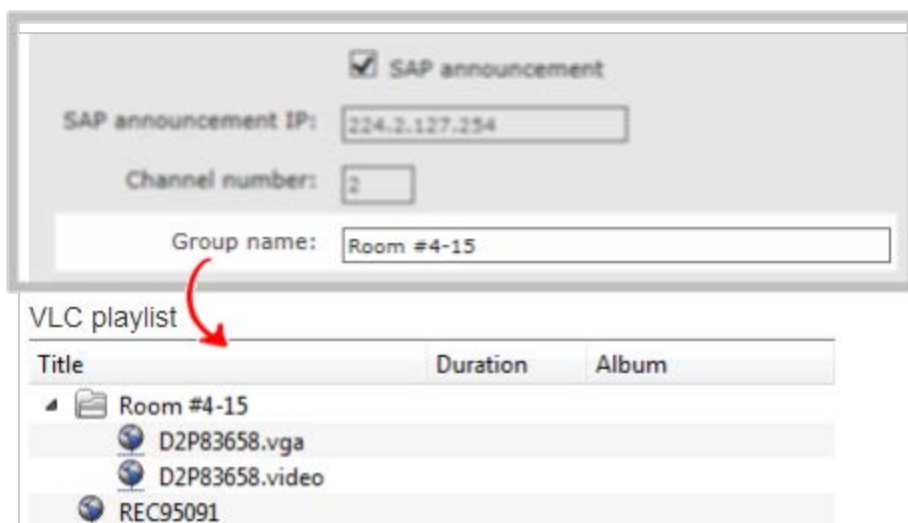 SAP announcement
SAP announcement IP: 224.2.127.254
Channel number: 2
Group name: Room #4-15
VLC playlist
Title Duration Album
Room #4-15
D2P83658.vga
D2P83658.video
REC95091